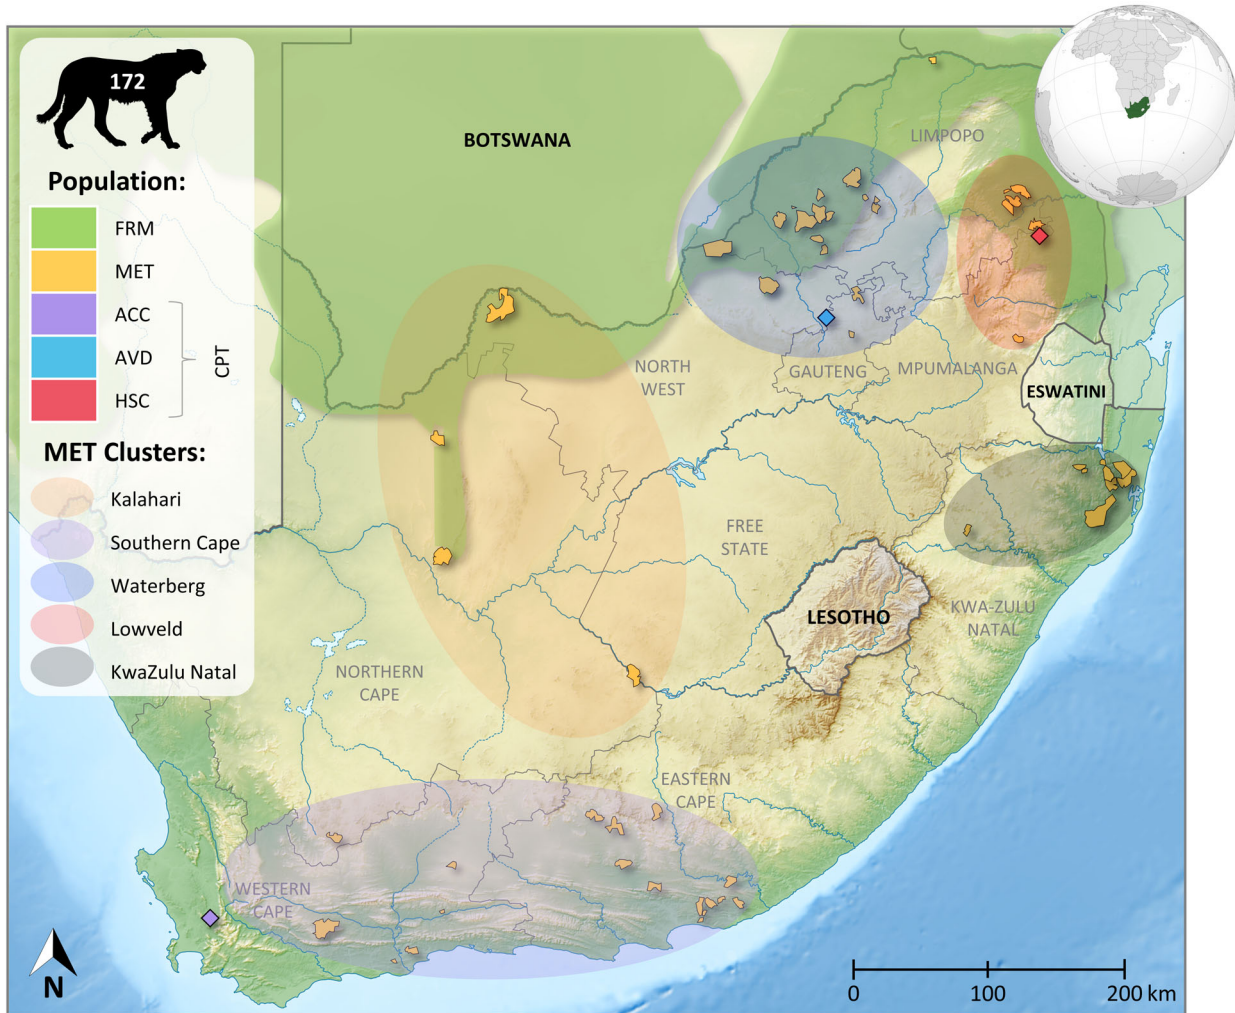 172
Population:
FRM
MET
ACC
AVD
HSC
CPT
MET Clusters:
Kalahari
Southern Cape
Waterberg
Lowveld
KwaZulu Natal
BOTSWANA
LIMPOPO
NORTH
WEST
GAUTENG
MPUMALANGA
ESWATINI
FREE
STATE
LESOTHO
KWA-ZULU
NATAL
NORTHERN
CAPE
EASTERN
CAPE
WESTERN
CAPE
N
0
100
200 km